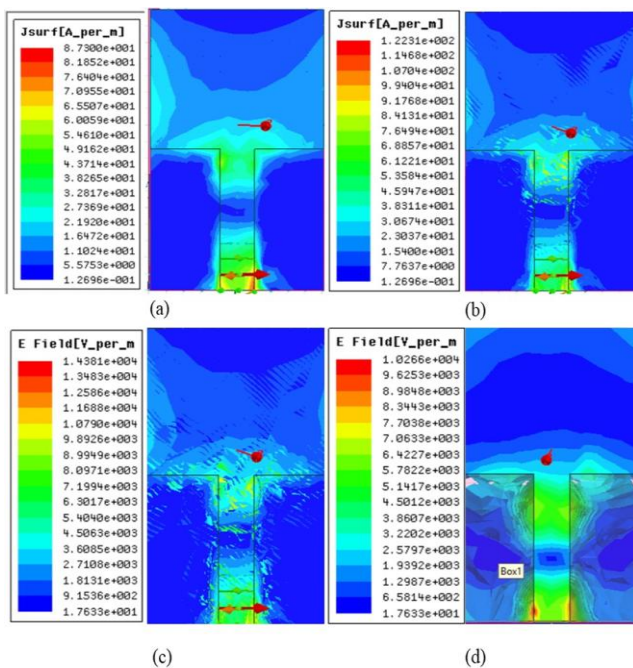 Jsurf[A_per_m]
8.7300e+001
8.1852e+001
7.6404e+001
7.0955e+001
6.5507e+001
6.0059e+001
5.4610e+001
4.9162e+001
4.3714e+001
3.8265e+001
3.2817e+001
2.7369e+001
2.1920e+001
1.6472e+001
1.1024e+001
5.5753e+000
1.2696e-001
(a)
Jsurf[A_per_m]
1.2231e+002
1.1468e+002
1.0704e+002
9.9404e+001
9.1768e+001
8.4131e+001
7.6494e+001
6.8857e+001
6.1221e+001
5.3584e+001
4.5947e+001
3.8311e+001
3.0674e+001
2.3037e+001
1.5400e+001
7.7637e+000
1.2696e-001
(b)
E Field[V_per_m
1.4381e+004
1.3483e+004
1.2586e+004
1.1688e+004
1.0790e+004
9.8926e+003
8.9949e+003
8.0971e+003
7.1994e+003
6.3017e+003
5.4040e+003
4.5063e+003
3.6085e+003
2.7108e+003
1.8131e+003
9.1536e+002
1.7633e+001
(c)
E Field[V_per_m
1.0266e+004
9.6253e+003
8.9848e+003
8.3443e+003
7.7038e+003
7.0633e+003
6.4227e+003
5.7822e+003
5.1417e+003
4.5012e+003
3.8607e+003
3.2202e+003
2.5797e+003
1.9392e+003
1.2987e+003
6.5814e+002
1.7633e+001
Box1
(d)